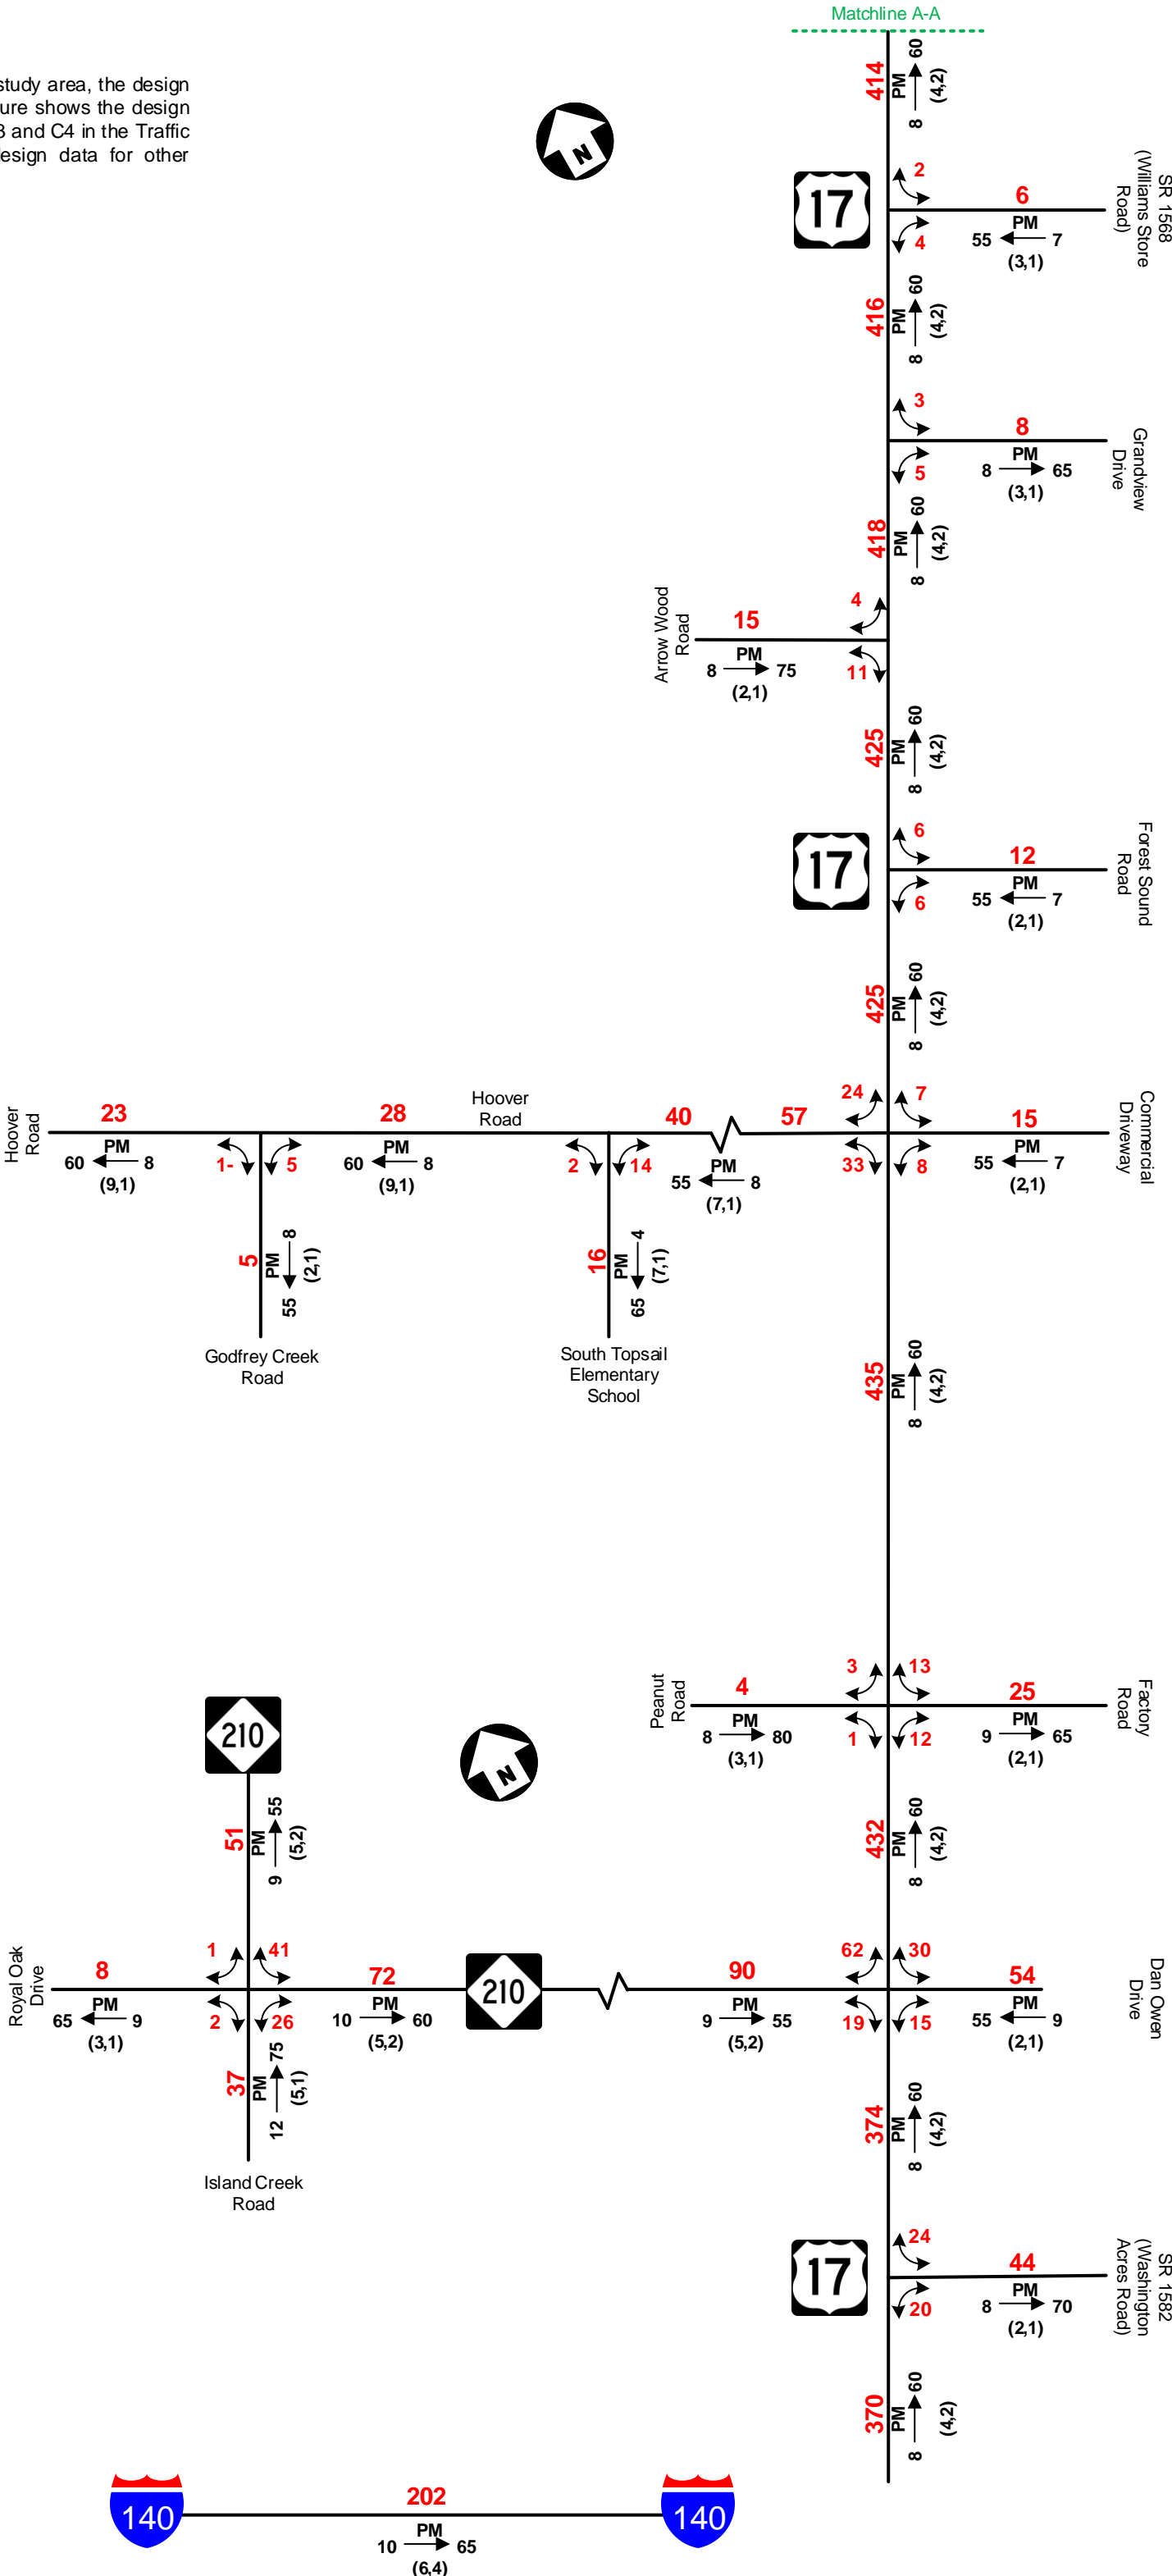 Matchline A-A
study area, the design
ure shows the design
3 and C4 in the Traffic
design data for other
414
PM
8 60
(4,2)
N
17
2
6
4
PM
55 7
(3,1)
SR 1568
(Williams Store
Road)
416
PM
8 60
(4,2)
3
8
5
PM
8 65
(3,1)
Grandview
Drive
418
PM
8 60
(4,2)
Arrow Wood
Road
15
4
PM
8 75
(2,1)
11
425
PM
8 60
(4,2)
17
6
12
6
PM
55 7
(2,1)
Forest Sound
Road
425
PM
8 60
(4,2)
Hoover
Road
23
PM
60 8
(9,1)
1-
5
28
PM
60 8
(9,1)
Hoover
Road
2
14
40
57
PM
55 8
(7,1)
24
7
33
8
15
PM
55 7
(2,1)
Commercial
Driveway
5
PM
8 55
(2,1)
Godfrey Creek
Road
16
PM
4 65
(7,1)
South Topsail
Elementary
School
435
PM
8 60
(4,2)
Peanut
Road
4
PM
8 80
(3,1)
3
13
1
12
25
PM
9 65
(2,1)
Factory
Road
210
N
51
PM
9 55
(5,2)
432
PM
8 60
(4,2)
Royal Oak
Drive
8
PM
65 9
(3,1)
1
41
2
26
72
PM
10 60
(5,2)
210
90
PM
9 55
(5,2)
62
30
19
15
54
PM
55 9
(2,1)
Dan Owen
Drive
37
PM
12 75
(5,1)
Island Creek
Road
374
PM
8 60
(4,2)
17
24
44
20
PM
8 70
(2,1)
SR 1582
(Washington
Acres Road)
370
PM
8 60
(4,2)
140
202
140
PM
10 65
(6,4)